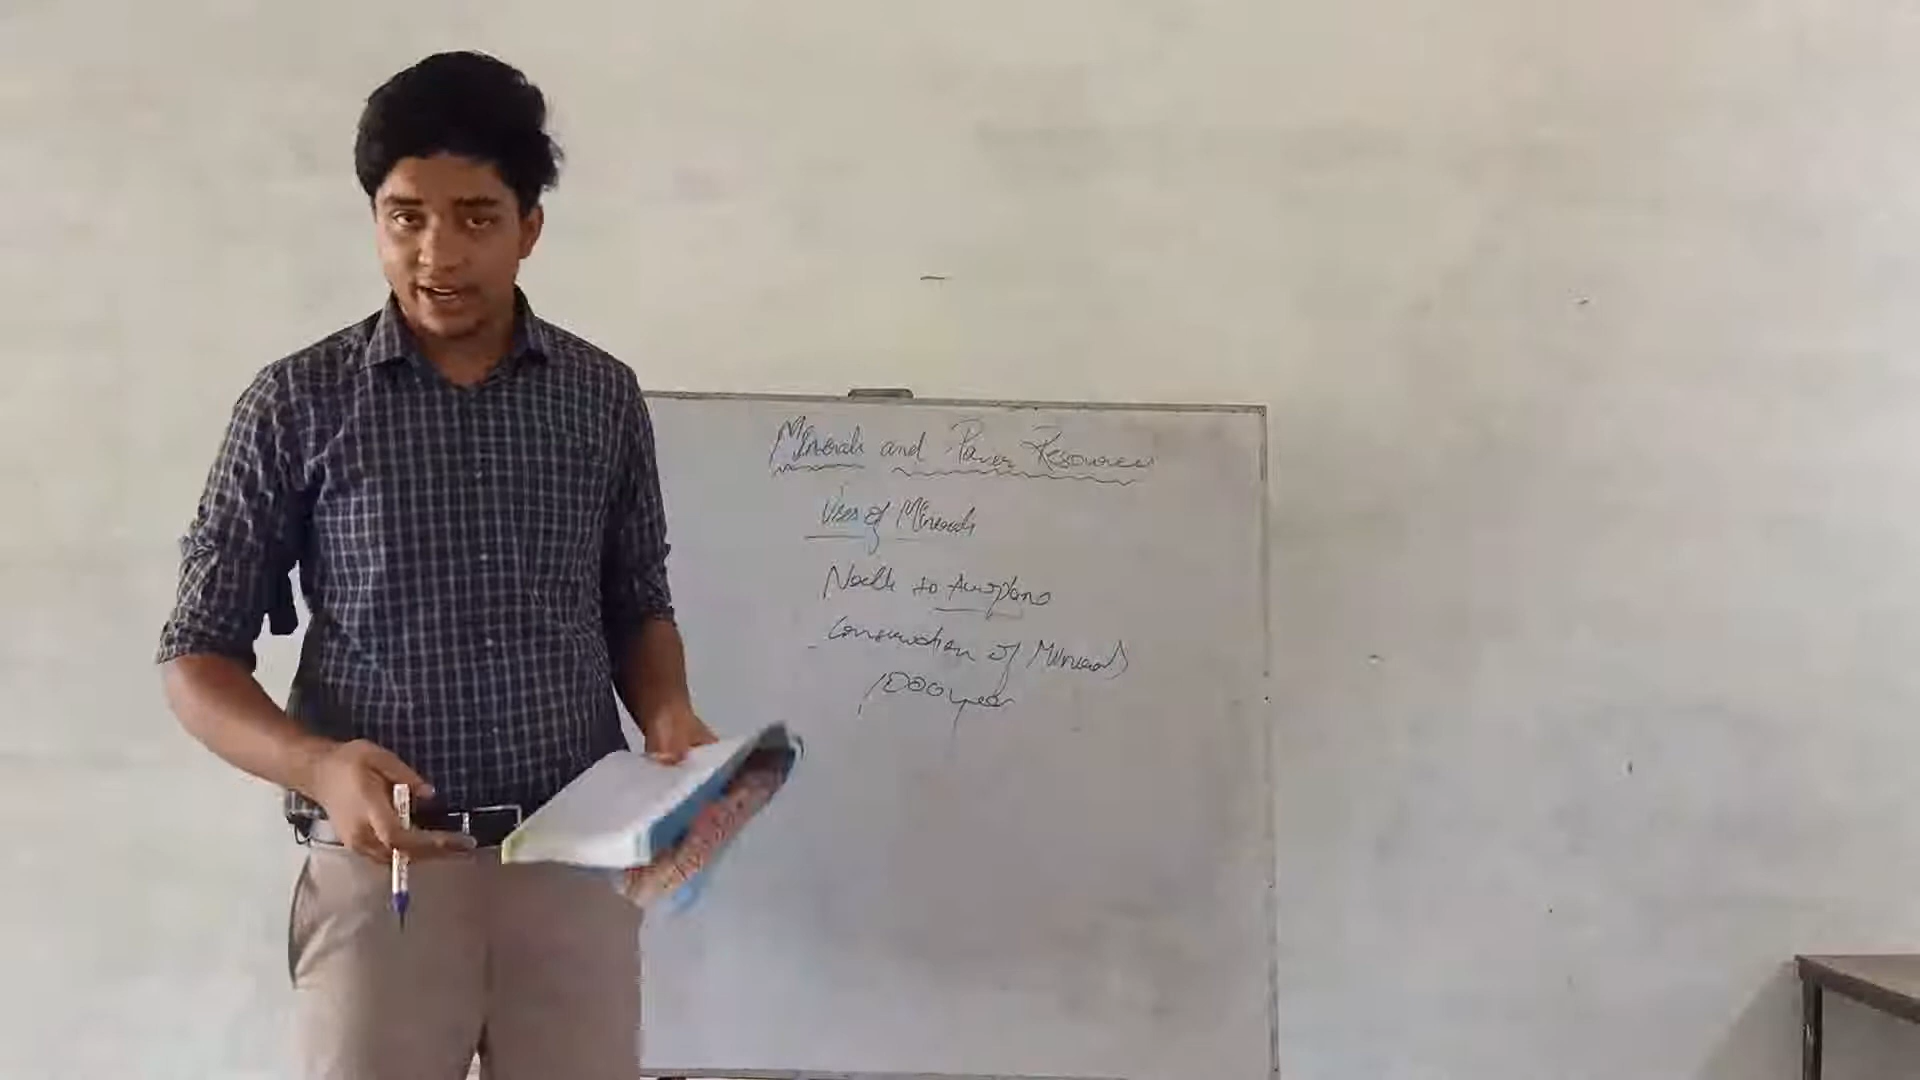 Minerals and Power Resources
Uses of Minerals
Needle to Aeroplane
Conservation of Minerals
1000 year